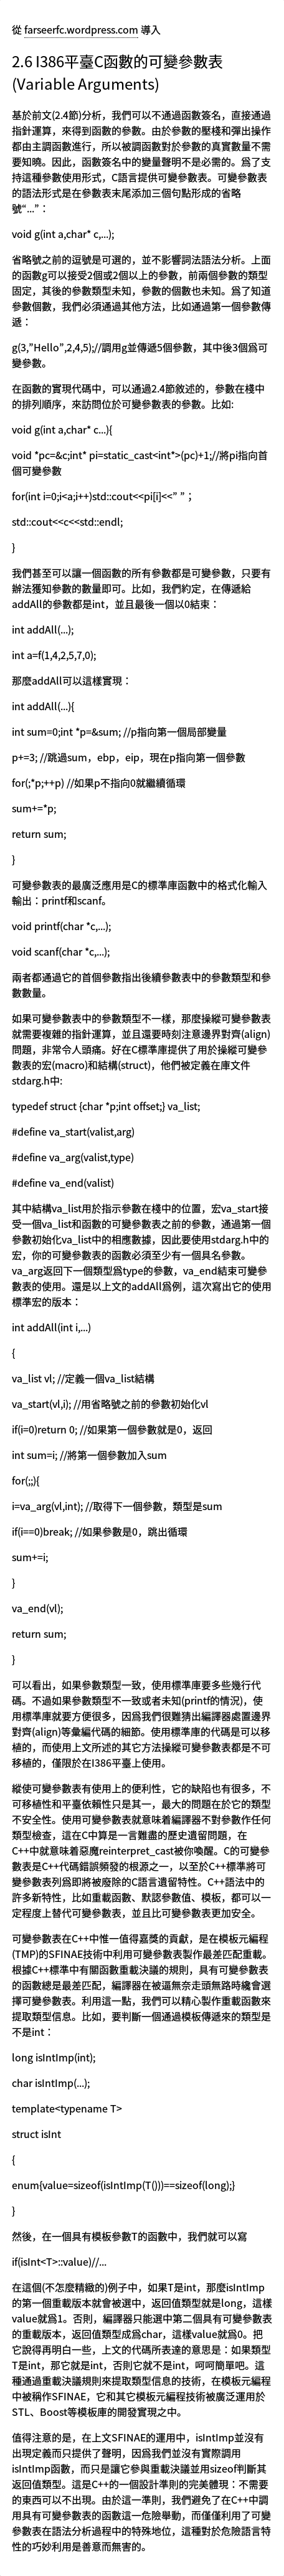 從 farseerfc.wordpress.com 導入
2.6 I386平臺C函數的可變參數表
(Variable Arguments)
基於前文(2.4節)分析，我們可以不通過函數簽名，直接通過
指針運算，來得到函數的參數。由於參數的壓棧和彈出操作
都由主調函數進行，所以被調函數對於參數的真實數量不需
要知曉。因此，函數簽名中的變量聲明不是必需的。爲了支
持這種參數使用形式，C語言提供可變參數表。可變參數表
的語法形式是在參數表末尾添加三個句點形成的省略
號“...”：
void g(int a,char* c,...);
省略號之前的逗號是可選的，並不影響詞法語法分析。上面
的函數g可以接受2個或2個以上的參數，前兩個參數的類型
固定，其後的參數類型未知，參數的個數也未知。爲了知道
參數個數，我們必須通過其他方法，比如通過第一個參數傳
遞：
g(3,”Hello”,2,4,5);//調用g並傳遞5個參數，其中後3個爲可
變參數。
在函數的實現代碼中，可以通過2.4節敘述的，參數在棧中
的排列順序，來訪問位於可變參數表的參數。比如:
void g(int a,char* c...){
void *pc=&c;int* pi=static_cast<int*>(pc)+1;//將pi指向首
個可變參數
for(int i=0;i<a;i++)std::cout<<pi[i]<<” ”；
std::cout<<c<<std::endl;
}
我們甚至可以讓一個函數的所有參數都是可變參數，只要有
辦法獲知參數的數量即可。比如，我們約定，在傳遞給
addAll的參數都是int，並且最後一個以0結束：
int addAll(...);
int a=f(1,4,2,5,7,0);
那麼addAll可以這樣實現：
int addAll(...){
int sum=0;int *p=&sum; //p指向第一個局部變量
p+=3; //跳過sum，ebp，eip，現在p指向第一個參數
for(;*p;++p) //如果p不指向0就繼續循環
sum+=*p;
return sum;
}
可變參數表的最廣泛應用是C的標準庫函數中的格式化輸入
輸出：printf和scanf。
void printf(char *c,...);
void scanf(char *c,...);
兩者都通過它的首個參數指出後續參數表中的參數類型和參
數數量。
如果可變參數表中的參數類型不一樣，那麼操縱可變參數表
就需要複雜的指針運算，並且還要時刻注意邊界對齊(align)
問題，非常令人頭痛。好在C標準庫提供了用於操縱可變參
數表的宏(macro)和結構(struct)，他們被定義在庫文件
stdarg.h中:
typedef struct {char *p;int offset;} va_list;
#define va_start(valist,arg)
#define va_arg(valist,type)
#define va_end(valist)
其中結構va_list用於指示參數在棧中的位置，宏va_start接
受一個va_list和函數的可變參數表之前的參數，通過第一個
參數初始化va_list中的相應數據，因此要使用stdarg.h中的
宏，你的可變參數表的函數必須至少有一個具名參數。
va_arg返回下一個類型爲type的參數，va_end結束可變參
數表的使用。還是以上文的addAll爲例，這次寫出它的使用
標準宏的版本：
int addAll(int i,...)
{
va_list vl; //定義一個va_list結構
va_start(vl,i); //用省略號之前的參數初始化vl
if(i=0)return 0; //如果第一個參數就是0，返回
int sum=i; //將第一個參數加入sum
for(;;){
i=va_arg(vl,int); //取得下一個參數，類型是sum
if(i==0)break; //如果參數是0，跳出循環
sum+=i;
}
va_end(vl);
return sum;
}
可以看出，如果參數類型一致，使用標準庫要多些幾行代
碼。不過如果參數類型不一致或者未知(printf的情況)，使
用標準庫就要方便很多，因爲我們很難猜出編譯器處置邊界
對齊(align)等彙編代碼的細節。使用標準庫的代碼是可以移
植的，而使用上文所述的其它方法操縱可變參數表都是不可
移植的，僅限於在I386平臺上使用。
縱使可變參數表有使用上的便利性，它的缺陷也有很多，不
可移植性和平臺依賴性只是其一，最大的問題在於它的類型
不安全性。使用可變參數表就意味着編譯器不對參數作任何
類型檢查，這在C中算是一言難盡的歷史遺留問題，在
C++中就意味着惡魔reinterpret_cast被你喚醒。C的可變參
數表是C++代碼錯誤頻發的根源之一，以至於C++標準將可
變參數表列爲即將被廢除的C語言遺留特性。C++語法中的
許多新特性，比如重載函數、默認參數值、模板，都可以一
定程度上替代可變參數表，並且比可變參數表更加安全。
可變參數表在C++中惟一值得嘉獎的貢獻，是在模板元編程
(TMP)的SFINAE技術中利用可變參數表製作最差匹配重載。
根據C++標準中有關函數重載決議的規則，具有可變參數表
的函數總是最差匹配，編譯器在被逼無奈走頭無路時纔會選
擇可變參數表。利用這一點，我們可以精心製作重載函數來
提取類型信息。比如，要判斷一個通過模板傳遞來的類型是
不是int：
long isIntImp(int);
char isIntImp(...);
template<typename T>
struct isInt
{
enum{value=sizeof(isIntImp(T()))==sizeof(long);}
}
然後，在一個具有模板參數T的函數中，我們就可以寫
if(isInt<T>::value)//...
在這個(不怎麼精緻的)例子中，如果T是int，那麼isIntImp
的第一個重載版本就會被選中，返回值類型就是long，這樣
value就爲1。否則，編譯器只能選中第二個具有可變參數表
的重載版本，返回值類型成爲char，這樣value就爲0。把
它說得再明白一些，上文的代碼所表達的意思是：如果類型
T是int，那它就是int，否則它就不是int，呵呵簡單吧。這
種通過重載決議規則來提取類型信息的技術，在模板元編程
中被稱作SFINAE，它和其它模板元編程技術被廣泛運用於
STL、Boost等模板庫的開發實現之中。
值得注意的是，在上文SFINAE的運用中，isIntImp並沒有
出現定義而只提供了聲明，因爲我們並沒有實際調用
isIntImp函數，而只是讓它參與重載決議並用sizeof判斷其
返回值類型。這是C++的一個設計準則的完美體現：不需要
的東西可以不出現。由於這一準則，我們避免了在C++中調
用具有可變參數表的函數這一危險舉動，而僅僅利用了可變
參數表在語法分析過程中的特殊地位，這種對於危險語言特
性的巧妙利用是善意而無害的。